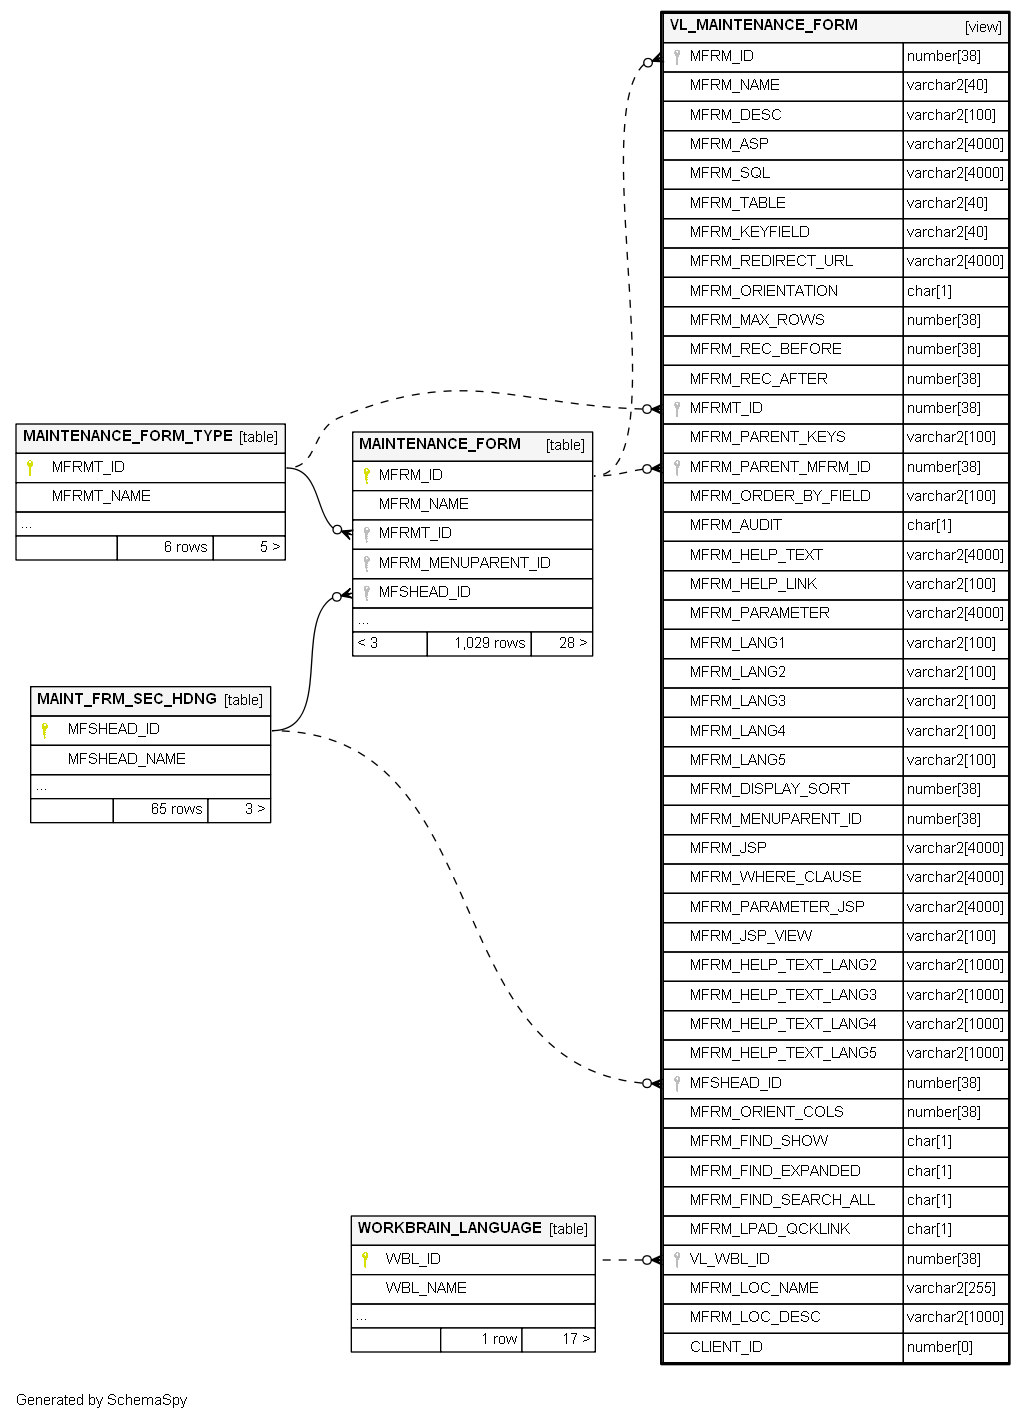 VL_MAINTENANCE_FORM [view]
MFRM_ID number[38]
MFRM_NAME varchar2[40]
MFRM_DESC varchar2[100]
MFRM_ASP varchar2[4000]
MFRM_SQL varchar2[4000]
MFRM_TABLE varchar2[40]
MFRM_KEYFIELD varchar2[40]
MFRM_REDIRECT_URL varchar2[4000]
MFRM_ORIENTATION char[1]
MFRM_MAX_ROWS number[38]
MFRM_REC_BEFORE number[38]
MFRM_REC_AFTER number[38]
MFRMT_ID number[38]
MFRM_PARENT_KEYS varchar2[100]
MFRM_PARENT_MFRM_ID number[38]
MFRM_ORDER_BY_FIELD varchar2[100]
MFRM_AUDIT char[1]
MFRM_HELP_TEXT varchar2[4000]
MFRM_HELP_LINK varchar2[100]
MFRM_PARAMETER varchar2[4000]
MFRM_LANG1 varchar2[100]
MFRM_LANG2 varchar2[100]
MFRM_LANG3 varchar2[100]
MFRM_LANG4 varchar2[100]
MFRM_LANG5 varchar2[100]
MFRM_DISPLAY_SORT number[38]
MFRM_MENUPARENT_ID number[38]
MFRM_JSP varchar2[4000]
MFRM_WHERE_CLAUSE varchar2[4000]
MFRM_PARAMETER_JSP varchar2[4000]
MFRM_JSP_VIEW varchar2[100]
MFRM_HELP_TEXT_LANG2 varchar2[1000]
MFRM_HELP_TEXT_LANG3 varchar2[1000]
MFRM_HELP_TEXT_LANG4 varchar2[1000]
MFRM_HELP_TEXT_LANG5 varchar2[1000]
MFSHEAD_ID number[38]
MFRM_ORIENT_COLS number[38]
MFRM_FIND_SHOW char[1]
MFRM_FIND_EXPANDED char[1]
MFRM_FIND_SEARCH_ALL char[1]
MFRM_LPAD_QCKLINK char[1]
VL_WBL_ID number[38]
MFRM_LOC_NAME varchar2[255]
MFRM_LOC_DESC varchar2[1000]
CLIENT_ID number[0]
MAINTENANCE_FORM_TYPE [table]
MFRMT_ID
MFRMT_NAME
...
6 rows 5 >
MAINTENANCE_FORM [table]
MFRM_ID
MFRM_NAME
MFRMT_ID
MFRM_MENUPARENT_ID
MFSHEAD_ID
...
< 3 1,029 rows 28 >
MAINT_FRM_SEC_HDNG [table]
MFSHEAD_ID
MFSHEAD_NAME
...
65 rows 3 >
WORKBRAIN_LANGUAGE [table]
WBL_ID
WBL_NAME
...
1 row 17 >
Generated by SchemaSpy